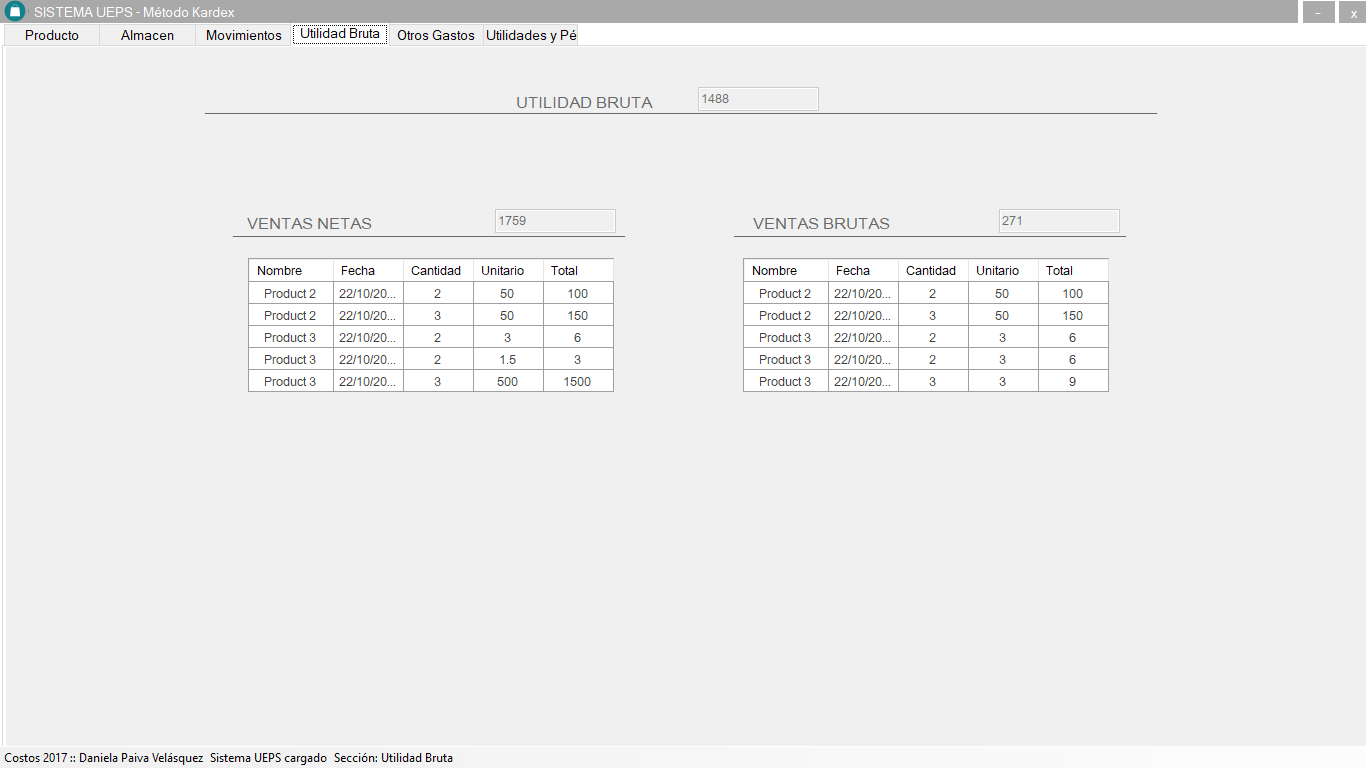 SISTEMA UEPS - Método Kardex
- x
Producto Almacen Movimientos Utilidad Bruta Otros Gastos Utilidades y Pé
UTILIDAD BRUTA 1488
VENTAS NETAS 1759
Nombre Fecha Cantidad Unitario Total
Product 2 22/10/20... 2 50 100
Product 2 22/10/20... 3 50 150
Product 3 22/10/20... 2 3 6
Product 3 22/10/20... 2 1.5 3
Product 3 22/10/20... 3 500 1500
VENTAS BRUTAS 271
Nombre Fecha Cantidad Unitario Total
Product 2 22/10/20... 2 50 100
Product 2 22/10/20... 3 50 150
Product 3 22/10/20... 2 3 6
Product 3 22/10/20... 2 3 6
Product 3 22/10/20... 3 3 9
Costos 2017 :: Daniela Paiva Velásquez Sistema UEPS cargado Sección: Utilidad Bruta